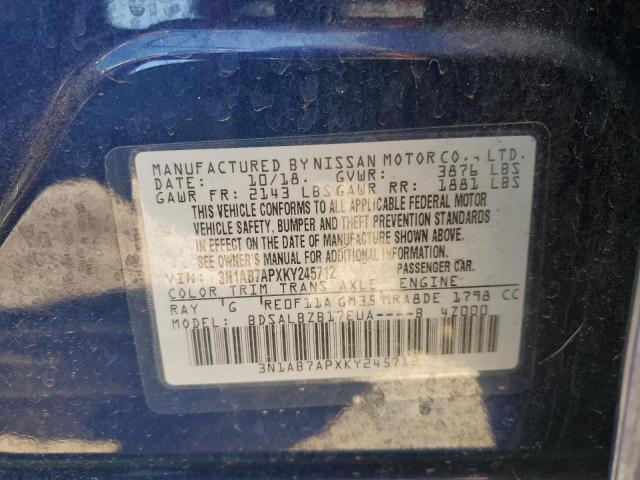 MANUFACTURED BY NISSAN MOTOR CO., LTD.
DATE: 10/18. GVWR: 3876 LBS
GAWR FR: 2143 LBS GAWR RR: 1881 LBS
THIS VEHICLE CONFORMS TO ALL APPLICABLE FEDERAL MOTOR
VEHICLE SAFETY, BUMPER AND THEFT PREVENTION STANDARDS
IN EFFECT ON THE DATE OF MANUFACTURE SHOWN ABOVE.
SEE OWNER'S MANUAL FOR ADDITIONAL INFORMATION.
VIN: 3N1AB7APXKY245712 PASSENGER CAR.
COLOR TRIM TRANS AXLE ENGINE
RAY G RE0F11A GM35 MRA8DE 1798 CC
MODEL: BDSALBZB17EUA----B 4Z000
3N1AB7APXKY245712